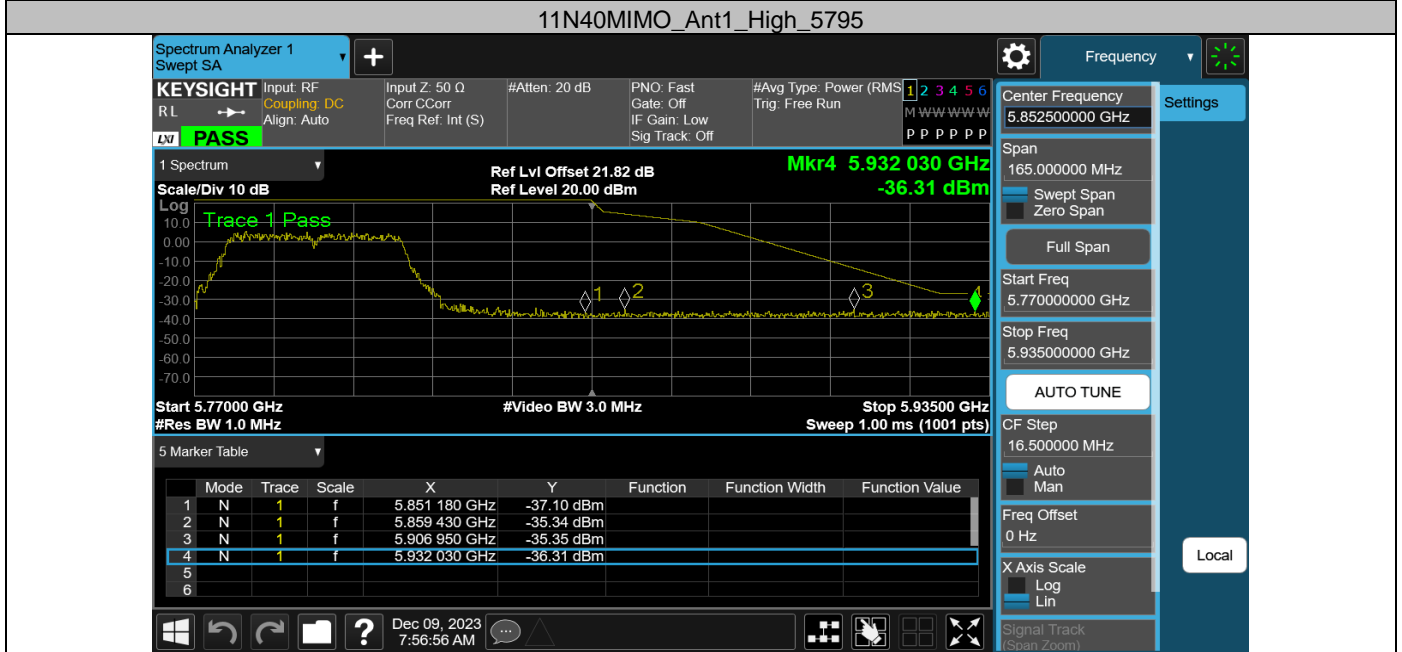 11N40MIMO_Ant1_High_5795
Spectrum Analyzer 1
Swept SA
Frequency
KEYSIGHT
RL
LXI PASS
Input: RF
Coupling: DC
Align: Auto
Input Z: 50 Ω
Corr CCorr
Freq Ref: Int (S)
#Atten: 20 dB
PNO: Fast
Gate: Off
IF Gain: Low
Sig Track: Off
#Avg Type: Power (RMS
Trig: Free Run
1 2 3 4 5 6
M W W W W W
P P P P P P
1 Spectrum
Scale/Div 10 dB
Ref Lvl Offset 21.82 dB
Ref Level 20.00 dBm
Mkr4 5.932 030 GHz
-36.31 dBm
Log
Trace 1 Pass
10.0
0.00
-10.0
-20.0
-30.0
-40.0
-50.0
-60.0
-70.0
1
2
3
4
Start 5.77000 GHz
#Video BW 3.0 MHz
Stop 5.93500 GHz
#Res BW 1.0 MHz
Sweep 1.00 ms (1001 pts)
5 Marker Table
Mode Trace Scale X Y Function Function Width Function Value
1 N 1 f 5.851 180 GHz -37.10 dBm
2 N 1 f 5.859 430 GHz -35.34 dBm
3 N 1 f 5.906 950 GHz -35.35 dBm
4 N 1 f 5.932 030 GHz -36.31 dBm
5
6
Dec 09, 2023
7:56:56 AM
Center Frequency
5.852500000 GHz
Settings
Span
165.000000 MHz
Swept Span
Zero Span
Full Span
Start Freq
5.770000000 GHz
Stop Freq
5.935000000 GHz
AUTO TUNE
CF Step
16.500000 MHz
Auto
Man
Freq Offset
0 Hz
X Axis Scale
Log
Lin
Signal Track
(Span Zoom)
Local